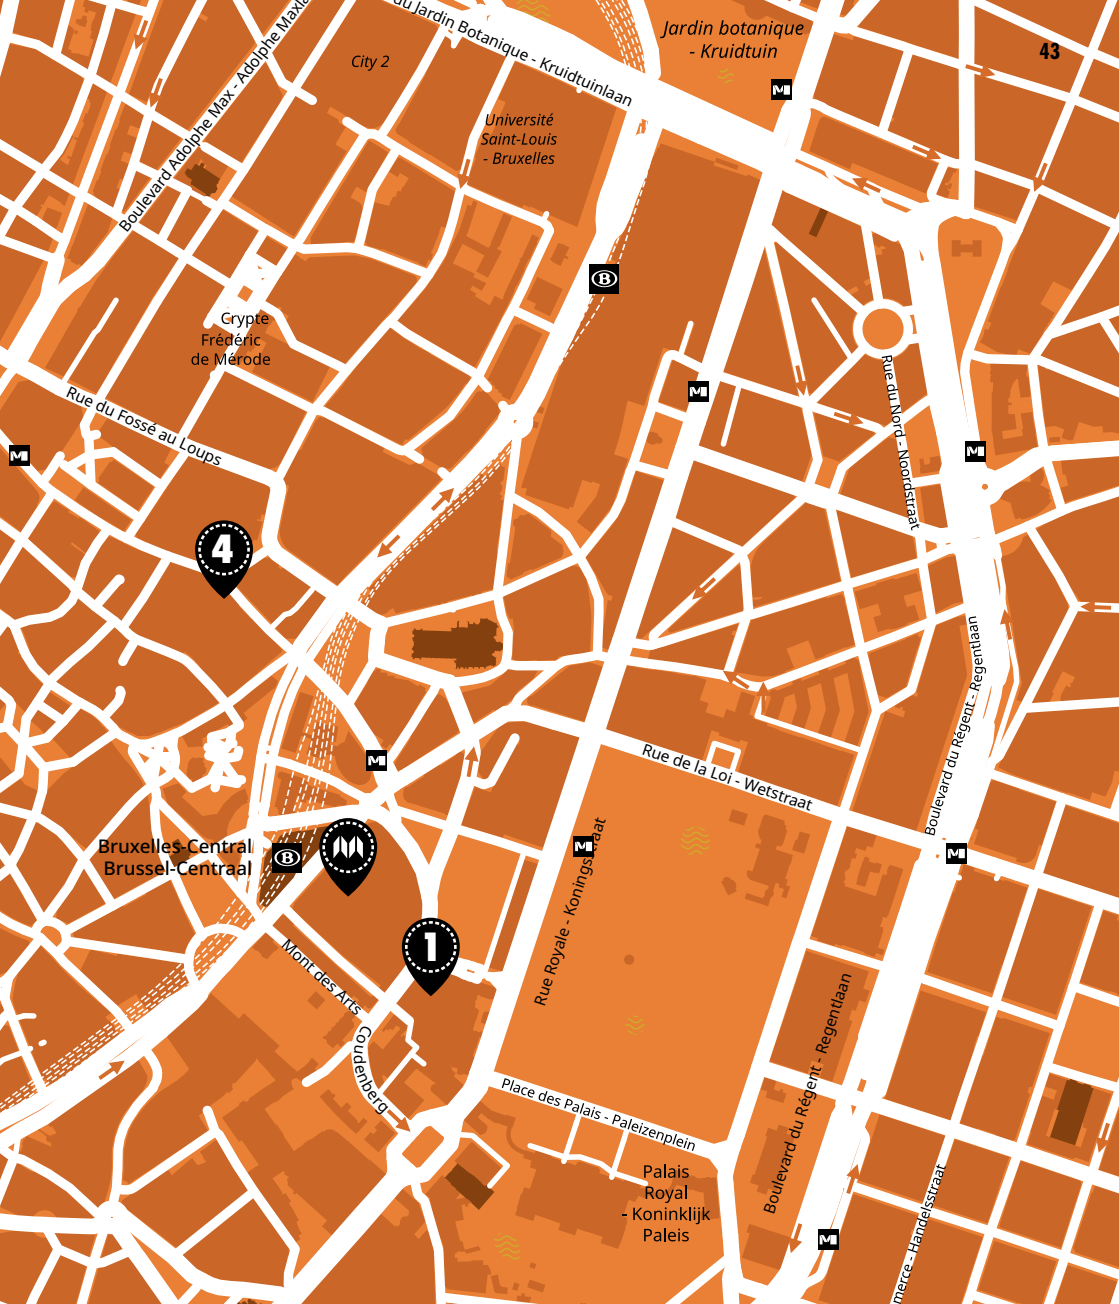 du Jardin Botanique - Kruidtuinlaan
Jardin botanique
- Kruidtuin
43
City 2
Boulevard Adolphe Max - Adolphe Maxla
Université
Saint-Louis
- Bruxelles
B
Crypte
Frédéric
de Mérode
Rue du Fossé au Loups
Rue du Nord - Noordstraat
4
Boulevard du Régent - Regentlaan
Rue de la Loi - Wetstraat
Bruxelles-Central
Brussel-Centraal
B
Rue Royale - Koningsstraat
1
Mont des Arts
Coudenberg
Boulevard du Régent - Regentlaan
Place des Palais - Paleizenplein
Palais
Royal
- Koninklijk
Paleis
merce - Handelsstraat
M
M
M
M
M
M
M
M